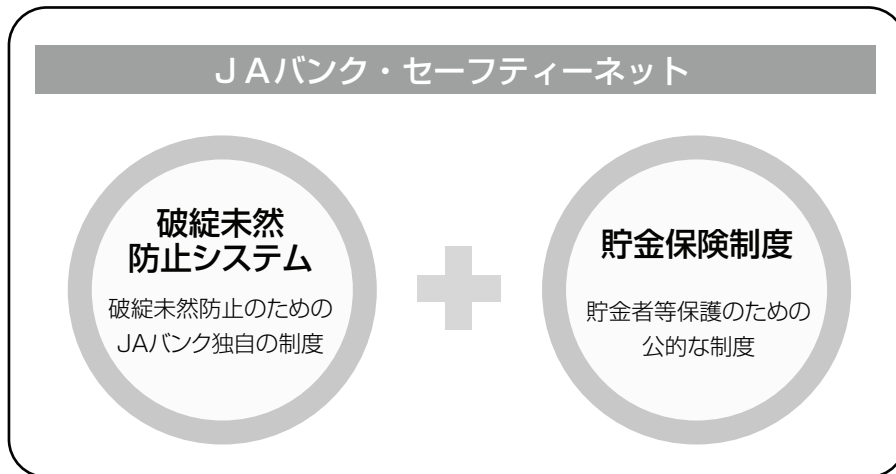 JAバンク・セーフティーネット
破綻未然
防止システム
破綻未然防止のための
JAバンク独自の制度
貯金保険制度
貯金者等保護のための
公的な制度